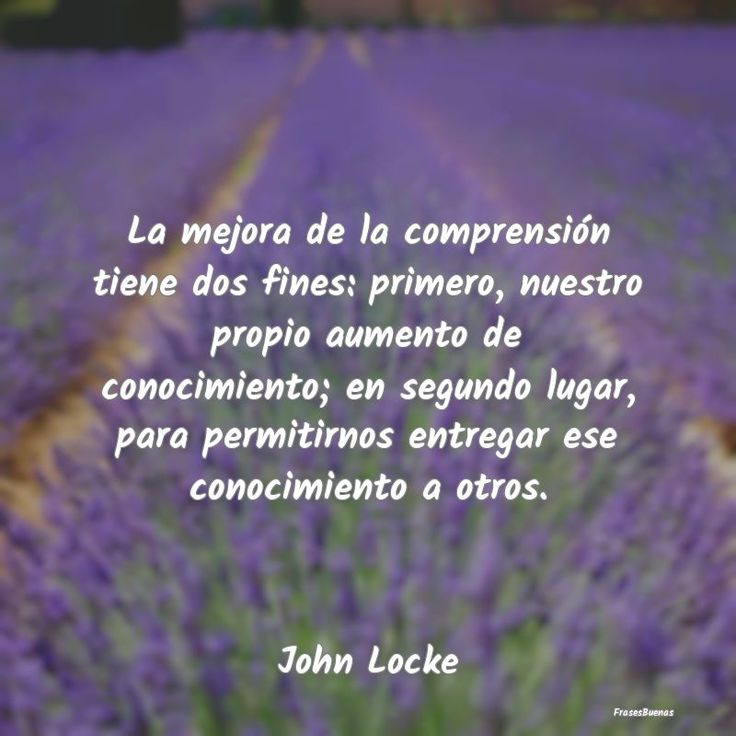 La mejora de la comprensión
tiene dos fines: primero, nuestro
propio aumento de
conocimiento; en segundo lugar,
para permitirnos entregar ese
conocimiento a otros.
John Locke
FrasesBuenas